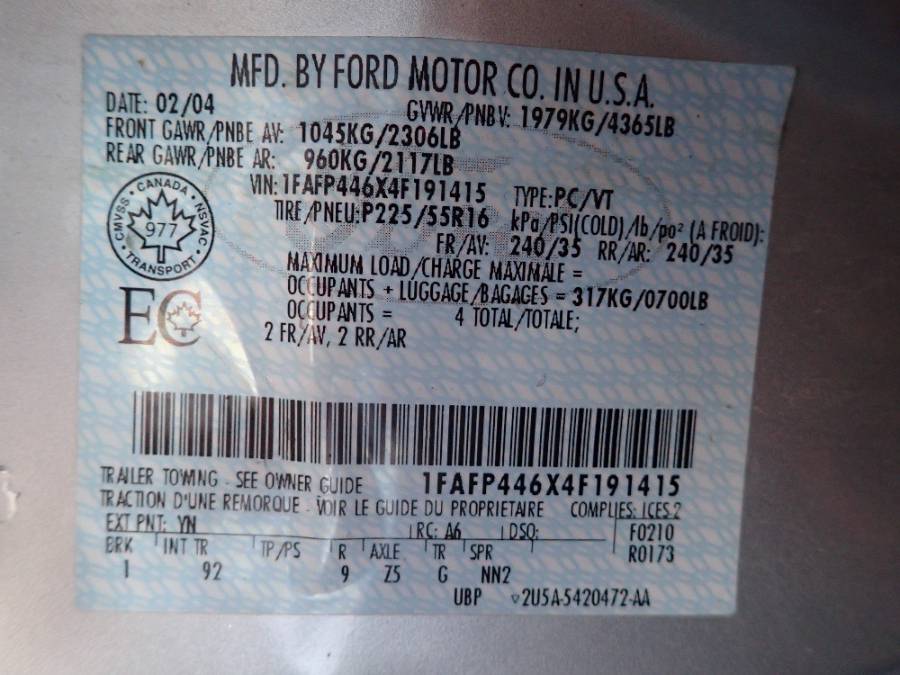 MFD. BY FORD MOTOR CO. IN U.S.A.
DATE: 02/04 GVWR/PNBV: 1979KG/4365LB
FRONT GAWR/PNBE AV: 1045KG/2306LB
REAR GAWR/PNBE AR: 960KG/2117LB
VIN: 1FAFP446X4F191415 TYPE: PC/VT
TIRE/PNEU: P225/55R16 kPa/PSI(COLD)/lb/po² (A FROID):
FR/AV: 240/35 RR/AR: 240/35
MAXIMUM LOAD/CHARGE MAXIMALE =
OCCUPANTS + LUGGAGE/BAGAGES = 317KG/0700LB
OCCUPANTS = 4 TOTAL/TOTALE;
2 FR/AV, 2 RR/AR
CANADA
CMVSS NSVAC
977
TRANSPORT
EC
TRAILER TOWING - SEE OWNER GUIDE 1FAFP446X4F191415
TRACTION D'UNE REMORQUE - VOIR LE GUIDE DU PROPRIETAIRE COMPLIES: ICES 2
EXT PNT: YN RC: A6 DSO: F0210
BRK INT TR TP/PS R AXLE TR SPR R0173
1 92 9 Z5 G NN2
UBP ▿2U5A-5420472-AA